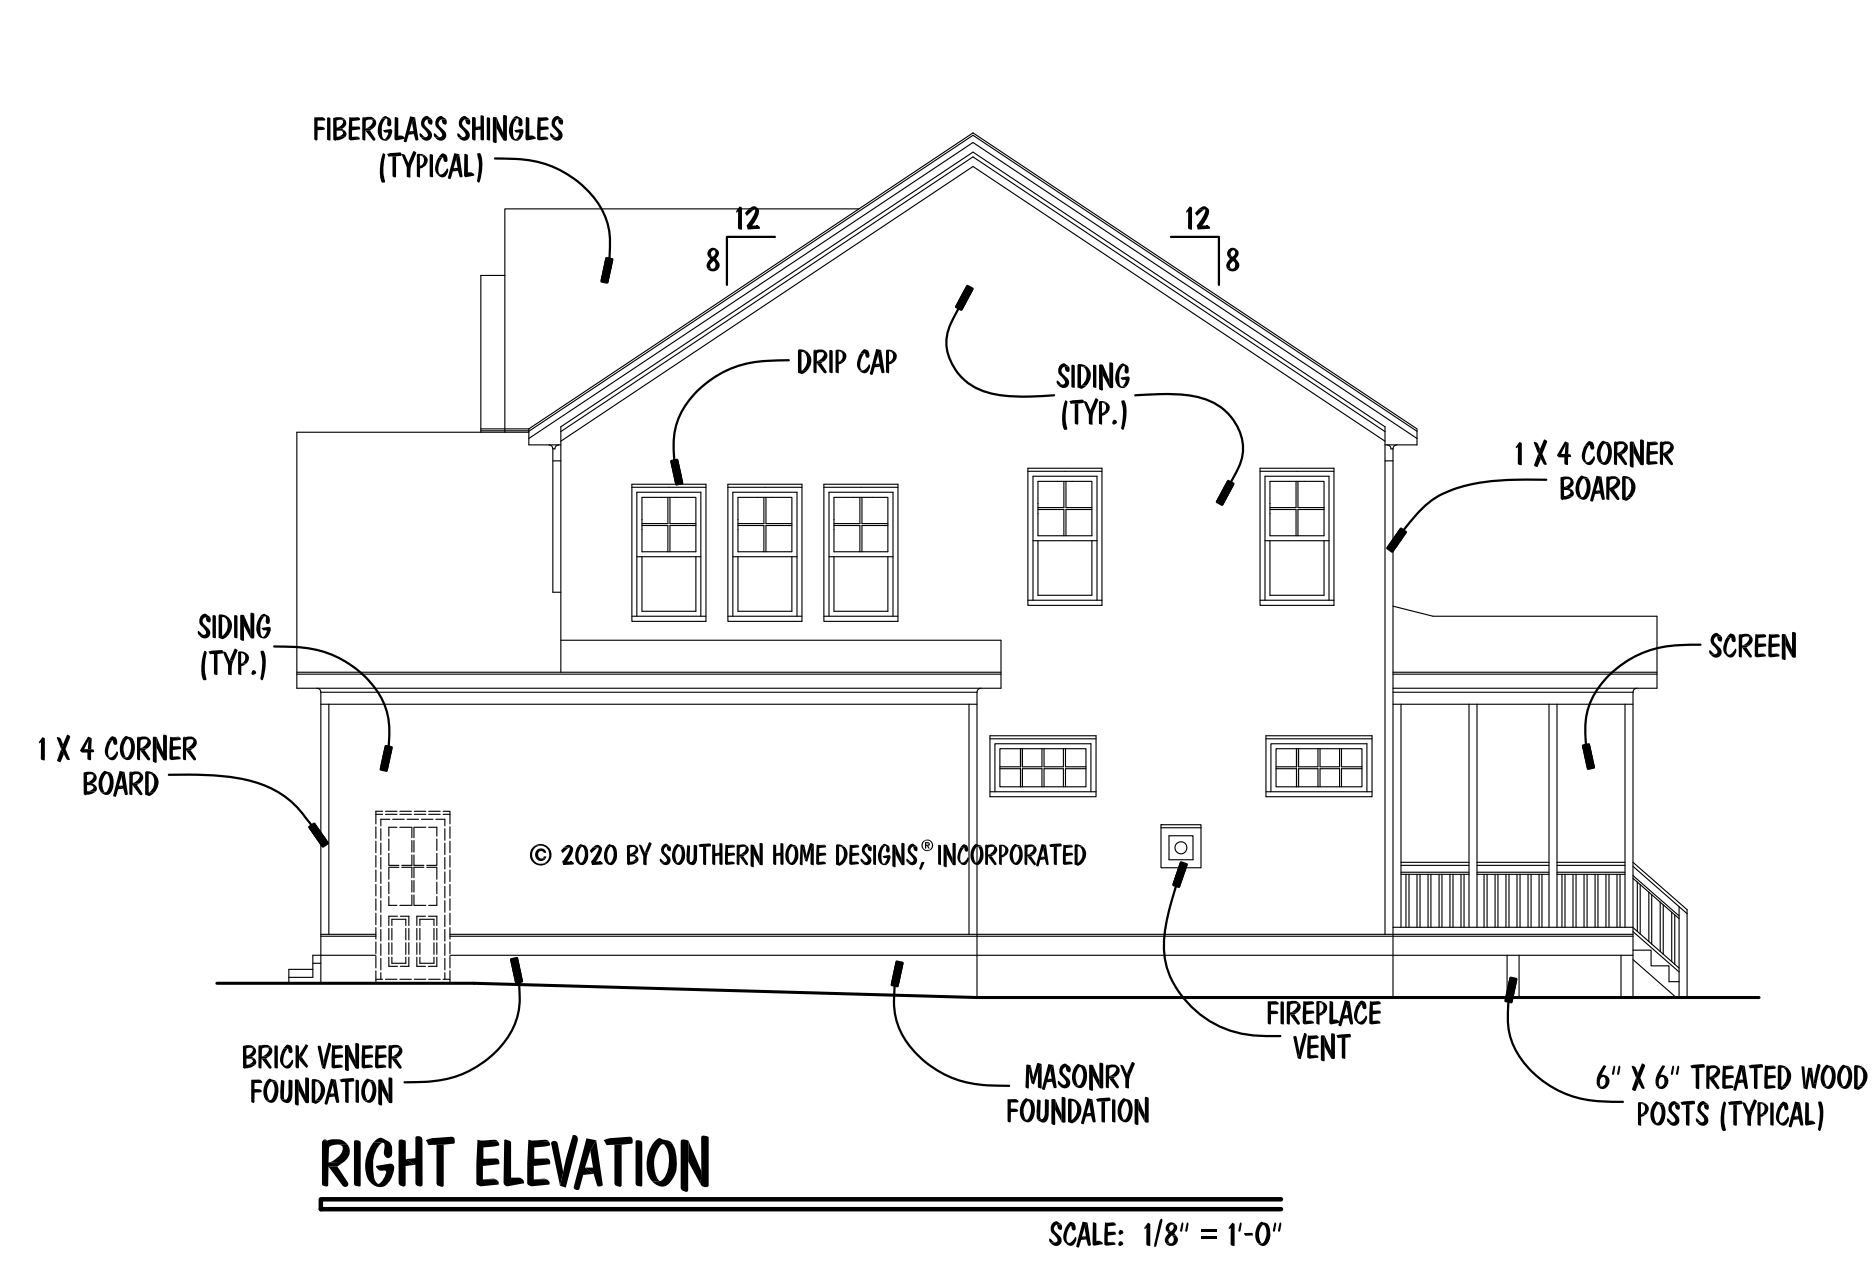 FIBERGLASS SHINGLES
(TYPICAL)
12
8
12
8
DRIP CAP
SIDING
(TYP.)
1 X 4 CORNER
BOARD
SIDING
(TYP.)
SCREEN
1 X 4 CORNER
BOARD
© 2020 BY SOUTHERN HOME DESIGNS,® INCORPORATED
FIREPLACE
VENT
BRICK VENEER
FOUNDATION
MASONRY
FOUNDATION
6" X 6" TREATED WOOD
POSTS (TYPICAL)
RIGHT ELEVATION
SCALE: 1/8" = 1'-0"